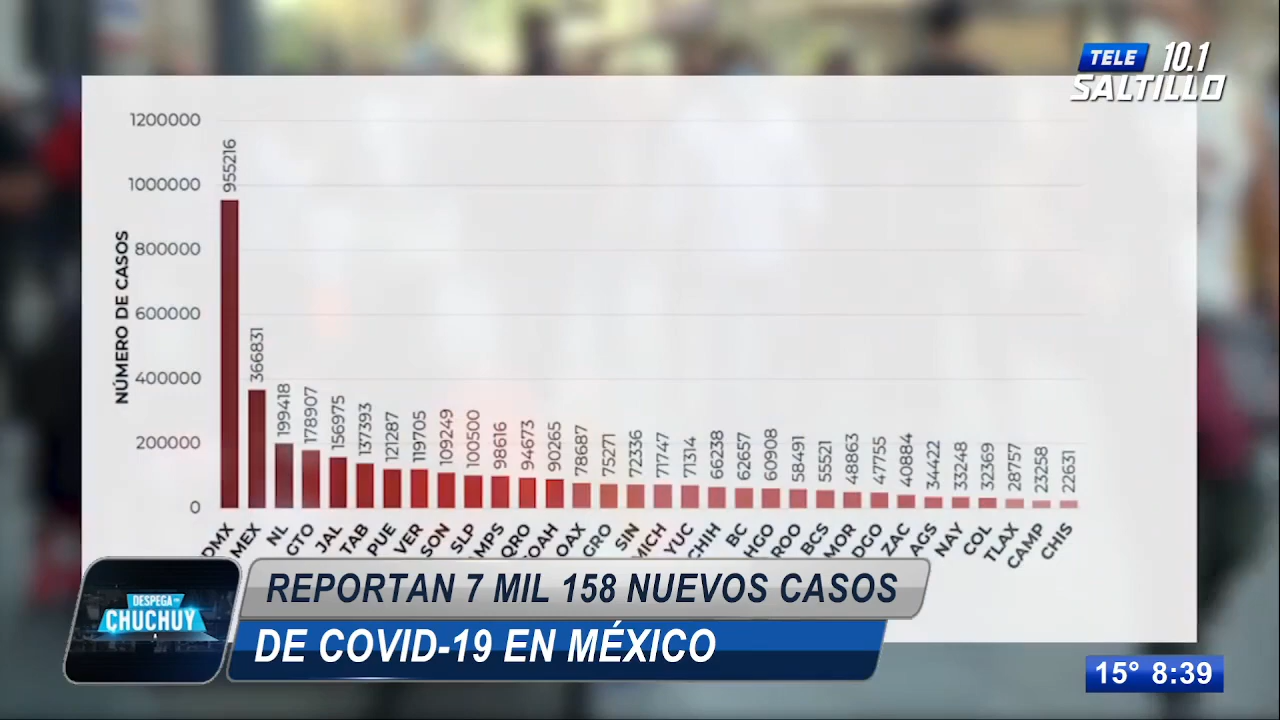 TELE 10.1
SALTILLO
NÚMERO DE CASOS
1200000
1000000
800000
600000
400000
200000
0
955216
366831
199418
178907
156975
137393
121287
119705
109249
100500
98616
94673
90265
78687
75271
72336
71747
71314
66238
62657
60908
58491
55521
48863
47755
40884
34422
33248
32369
28757
23258
22631
DMX
MEX
NL
GTO
JAL
TAB
PUE
VER
SON
SLP
MPS
QRO
OAH
OAX
GRO
SIN
MICH
YUC
CHIH
BC
HGO
ROO
BCS
MOR
DGO
ZAC
AGS
NAY
COL
TLAX
CAMP
CHIS
DESPEGA
CHUCHUY
REPORTAN 7 MIL 158 NUEVOS CASOS
DE COVID-19 EN MÉXICO
15° 8:39